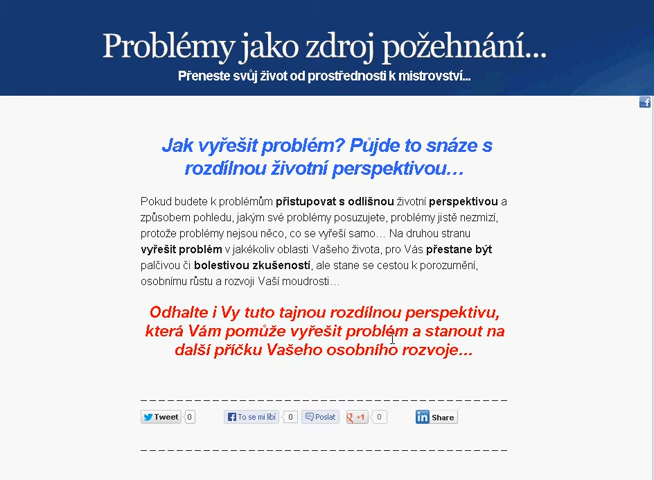 Problémy jako zdroj požehnání...
Přeneste svůj život od prostřednosti k mistrovství...
Jak vyřešit problém? Půjde to snáze s
rozdílnou životní perspektivou…
Pokud budete k problémům přistupovat s odlišnou životní perspektivou a
způsobem pohledu, jakým své problémy posuzujete, problémy jistě nezmizí,
protože problémy nejsou něco, co se vyřeší samo… Na druhou stranu
vyřešit problém v jakékoliv oblasti Vašeho života, pro Vás přestane být
palčivou či bolestivou zkušeností, ale stane se cestou k porozumění,
osobnímu růstu a rozvoji Vaší moudrosti…
Odhalte i Vy tuto tajnou rozdílnou perspektivu,
která Vám pomůže vyřešit problém a stanout na
další příčku Vašeho osobního rozvoje…
Tweet 0 To se mi líbí 0 Poslat +1 0 Share